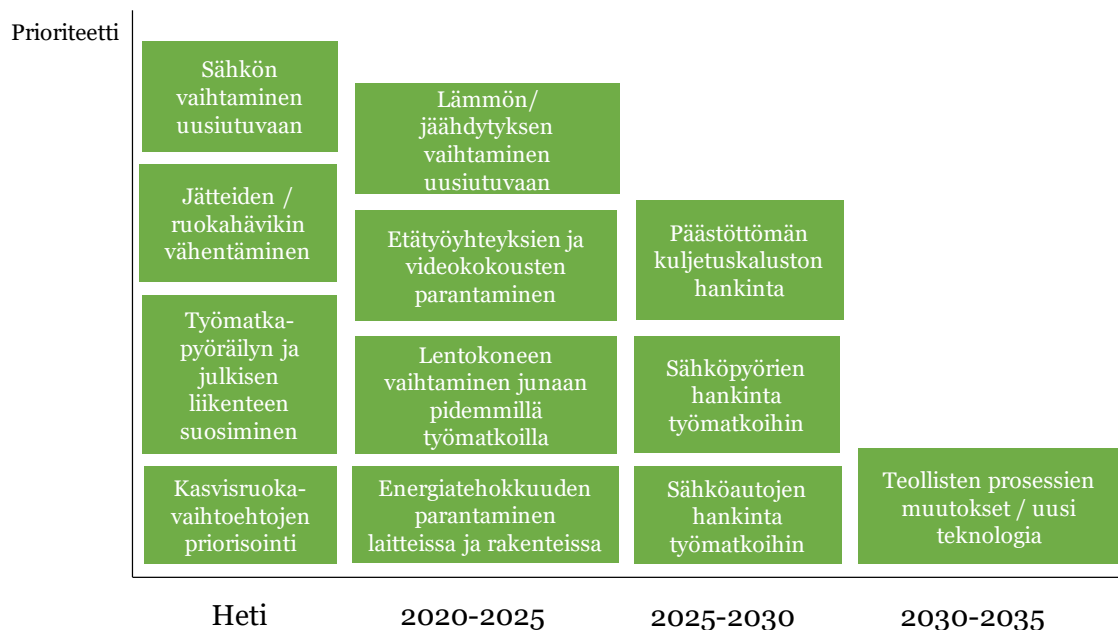 Prioriteetti
Sähkön
vaihtaminen
uusiutuvaan
Jätteiden /
ruokahävikin
vähentäminen
Työmatka-
pyöräilyn ja
julkisen
liikenteen
suosiminen
Kasvisruoka-
vaihtoehtojen
priorisointi
Lämmön/
jäähdytyksen
vaihtaminen
uusiutuvaan
Etätyöyhteyksien ja
videokokousten
parantaminen
Lentokoneen
vaihtaminen junaan
pidemmillä
työmatkoilla
Energiatehokkuuden
parantaminen
laitteissa ja rakenteissa
Päästöttömän
kuljetuskaluston
hankinta
Sähköpyörien
hankinta
työmatkoihin
Sähköautojen
hankinta
työmatkoihin
Teollisten prosessien
muutokset / uusi
teknologia
Heti
2020-2025
2025-2030
2030-2035